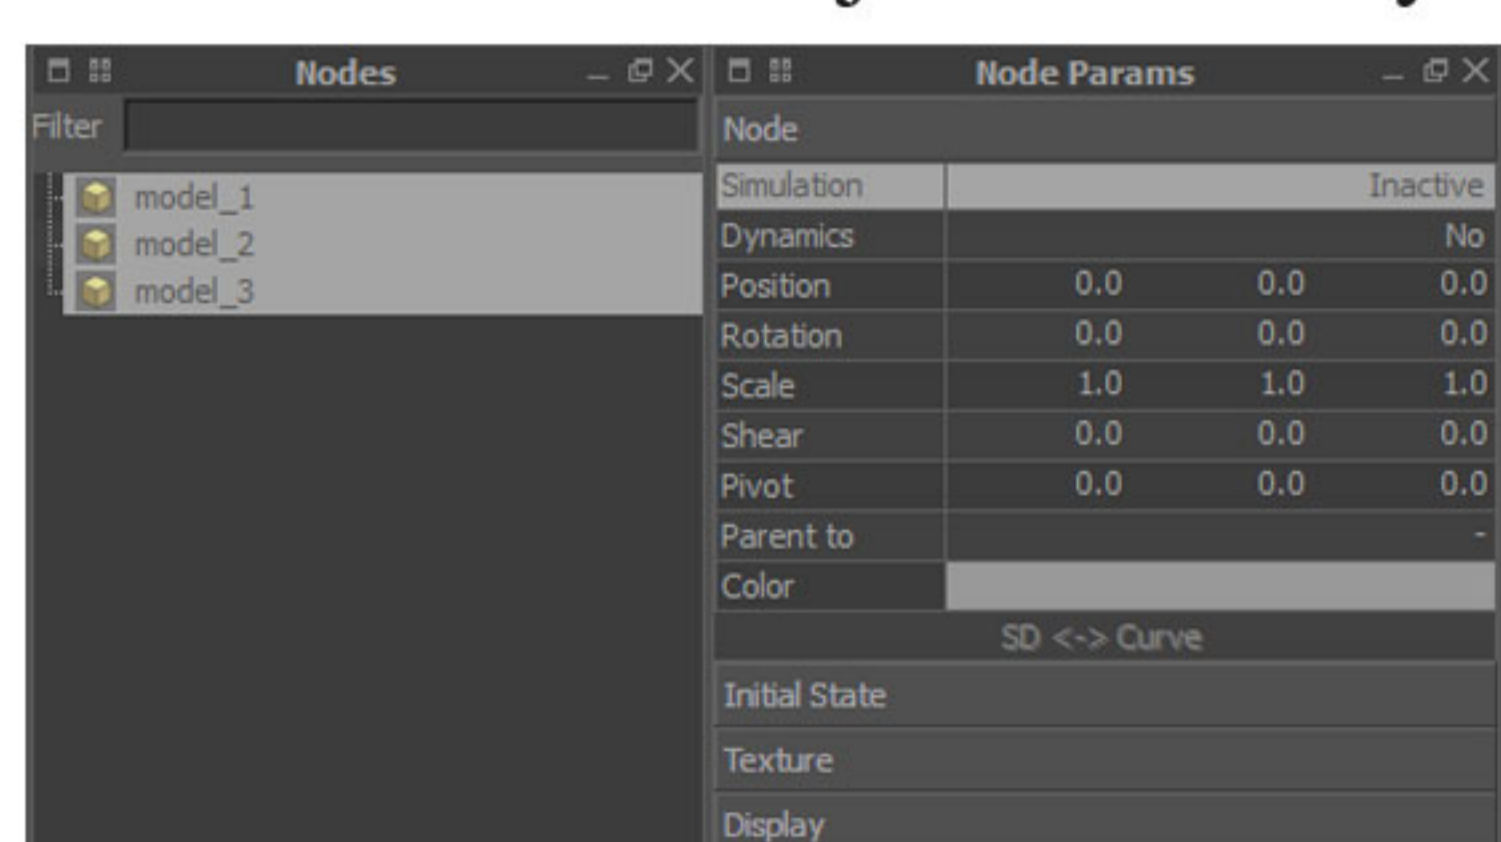 Nodes
Filter
model_1
model_2
model_3
Node Params
Node
Simulation Inactive
Dynamics No
Position 0.0 0.0 0.0
Rotation 0.0 0.0 0.0
Scale 1.0 1.0 1.0
Shear 0.0 0.0 0.0
Pivot 0.0 0.0 0.0
Parent to -
Color
SD <-> Curve
Initial State
Texture
Display